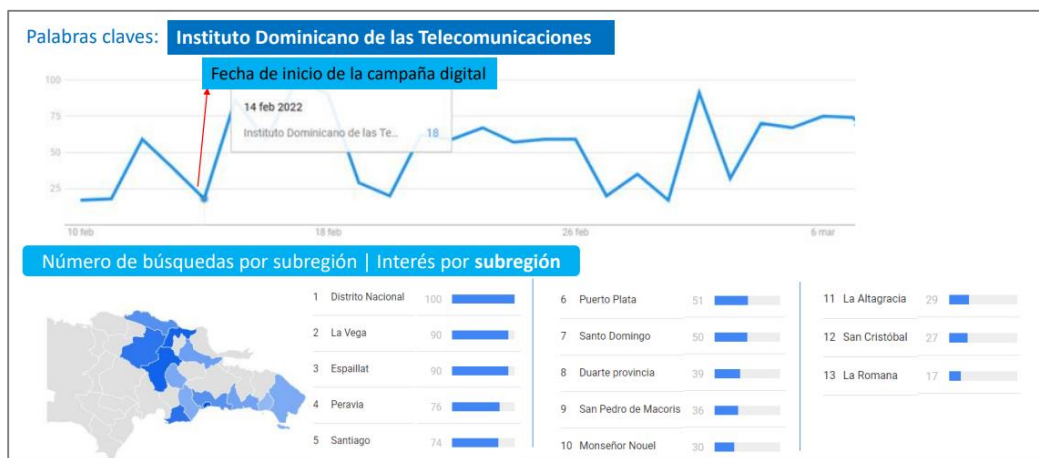 Palabras claves: Instituto Dominicano de las Telecomunicaciones
Fecha de inicio de la campaña digital
100
75
50
25
14 feb 2022
Instituto Dominicano de las Te... 18
10 feb 18 feb 26 feb 6 mar
Número de búsquedas por subregión | Interés por subregión
1 Distrito Nacional 100
2 La Vega 90
3 Espaillat 90
4 Peravia 76
5 Santiago 74
6 Puerto Plata 51
7 Santo Domingo 50
8 Duarte provincia 39
9 San Pedro de Macoris 36
10 Monseñor Nouel 30
11 La Altagracia 29
12 San Cristóbal 27
13 La Romana 17